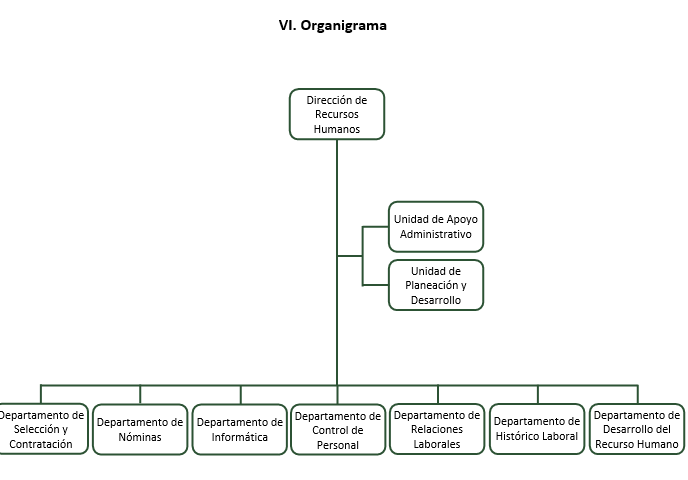 VI. Organigrama
Dirección de
Recursos
Humanos
Unidad de Apoyo
Administrativo
Unidad de
Planeación y
Desarrollo
Departamento de
Selección y
Contratación
Departamento de
Nóminas
Departamento de
Informática
Departamento de
Control de
Personal
Departamento de
Relaciones
Laborales
Departamento de
Histórico Laboral
Departamento de
Desarrollo del
Recurso Humano